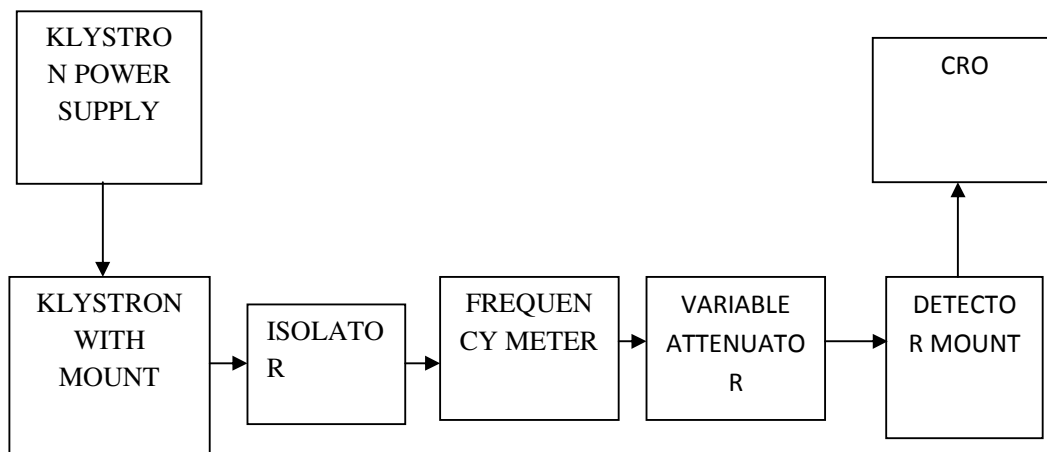 KLYSTRO
N POWER
SUPPLY
CRO
KLYSTRON
WITH
MOUNT
ISOLATO
R
FREQUEN
CY METER
VARIABLE
ATTENUATO
R
DETECTO
R MOUNT